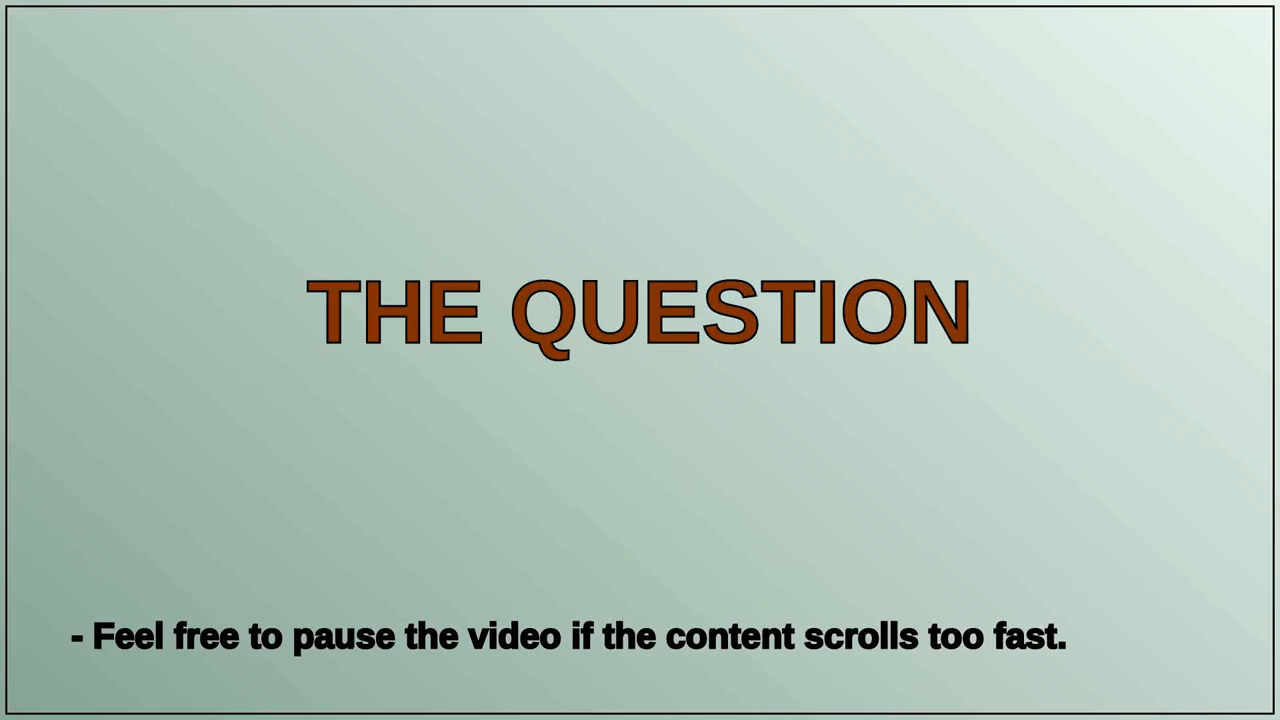 THE QUESTION
- Feel free to pause the video if the content scrolls too fast.